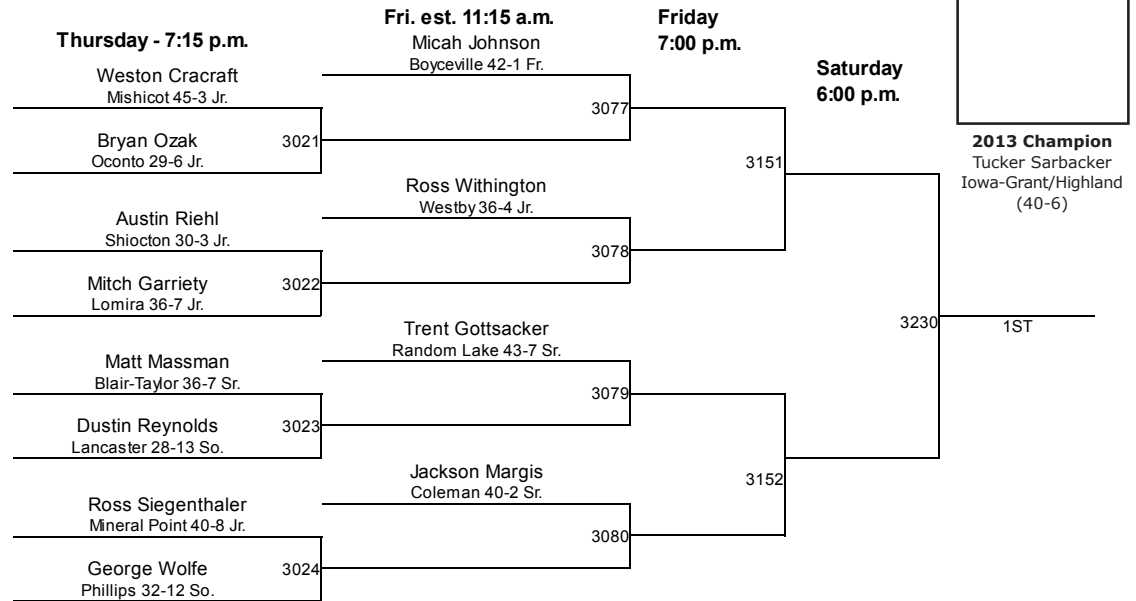 Thursday - 7:15 p.m.
Weston Cracraft
Mishicot 45-3 Jr.
3021
Bryan Ozak
Oconto 29-6 Jr.
Austin Riehl
Shiocton 30-3 Jr.
3022
Mitch Garriety
Lomira 36-7 Jr.
Matt Massman
Blair-Taylor 36-7 Sr.
3023
Dustin Reynolds
Lancaster 28-13 So.
Ross Siegenthaler
Mineral Point 40-8 Jr.
3024
George Wolfe
Phillips 32-12 So.
Fri. est. 11:15 a.m.
Micah Johnson
Boyceville 42-1 Fr.
3077
Ross Withington
Westby 36-4 Jr.
3078
Trent Gottsacker
Random Lake 43-7 Sr.
3079
Jackson Margis
Coleman 40-2 Sr.
3080
Friday
7:00 p.m.
3151
3152
Saturday
6:00 p.m.
3230
1ST
2013 Champion
Tucker Sarbacker
Iowa-Grant/Highland
(40-6)